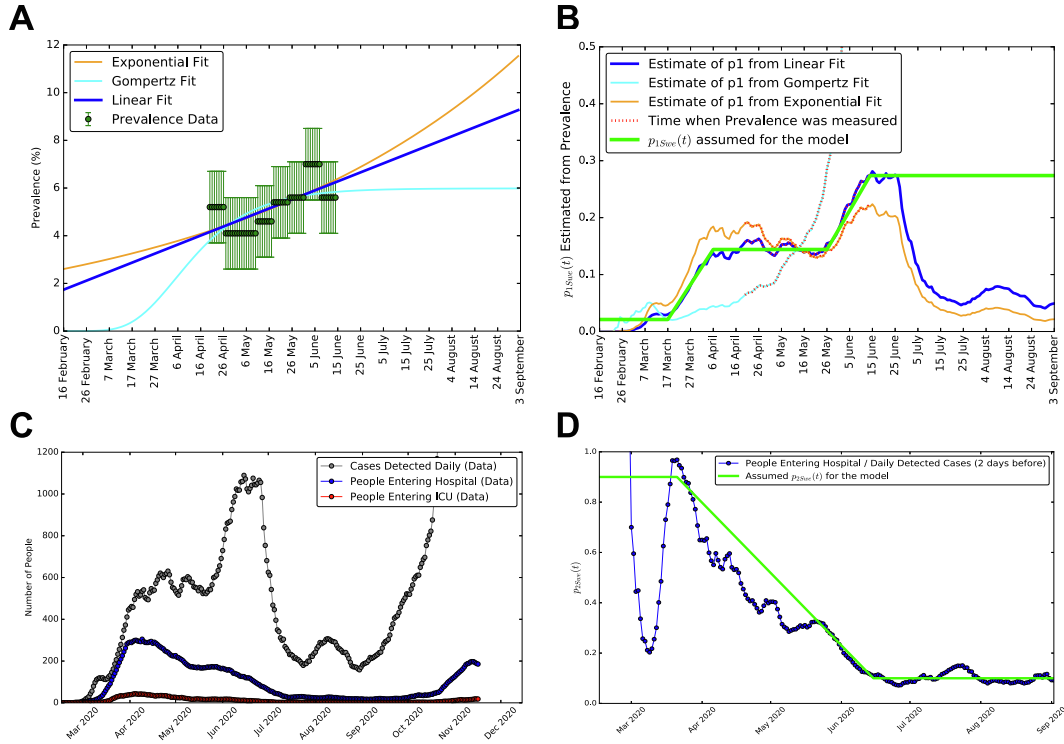 A
Prevalence (%)
12
10
8
6
4
2
0
Exponential Fit
Gompertz Fit
Linear Fit
Prevalence Data
16 February
26 February
7 March
17 March
27 March
6 April
16 April
26 April
6 May
16 May
26 May
5 June
15 June
25 June
5 July
15 July
25 July
4 August
14 August
24 August
3 September
B
p1Swe(t) Estimated from Prevalence
0.5
0.4
0.3
0.2
0.1
0.0
Estimate of p1 from Linear Fit
Estimate of p1 from Gompertz Fit
Estimate of p1 from Exponential Fit
Time when Prevalence was measured
p1Swe(t) assumed for the model
16 February
26 February
7 March
17 March
27 March
6 April
16 April
26 April
6 May
16 May
26 May
5 June
15 June
25 June
5 July
15 July
25 July
4 August
14 August
24 August
3 September
C
Number of People
1200
1000
800
600
400
200
0
Cases Detected Daily (Data)
People Entering Hospital (Data)
People Entering ICU (Data)
Mar 2020
Apr 2020
May 2020
Jun 2020
Jul 2020
Aug 2020
Sep 2020
Oct 2020
Nov 2020
Dec 2020
D
p2Swe(t)
1.0
0.8
0.6
0.4
0.2
0.0
People Entering Hospital / Daily Detected Cases (2 days before)
Assumed p2Swe(t) for the model
Mar 2020
Apr 2020
May 2020
Jun 2020
Jul 2020
Aug 2020
Sep 2020